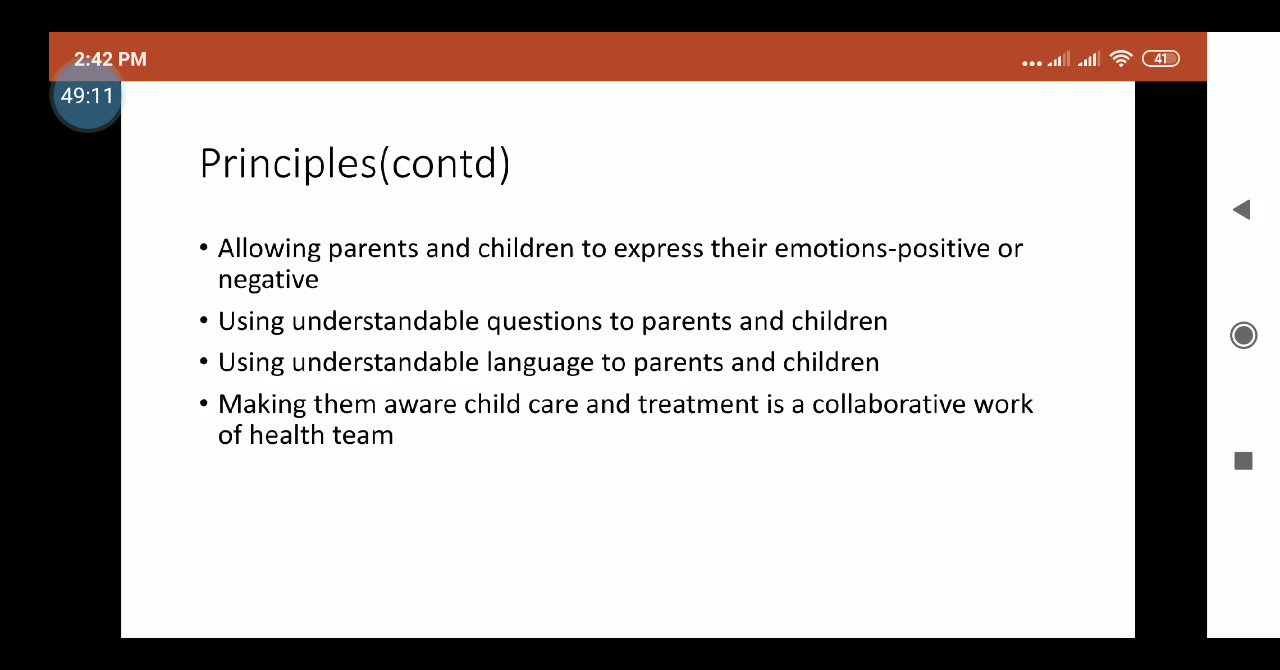 2:42 PM
41
49:11
Principles(contd)
• Allowing parents and children to express their emotions-positive or
negative
• Using understandable questions to parents and children
• Using understandable language to parents and children
• Making them aware child care and treatment is a collaborative work
of health team